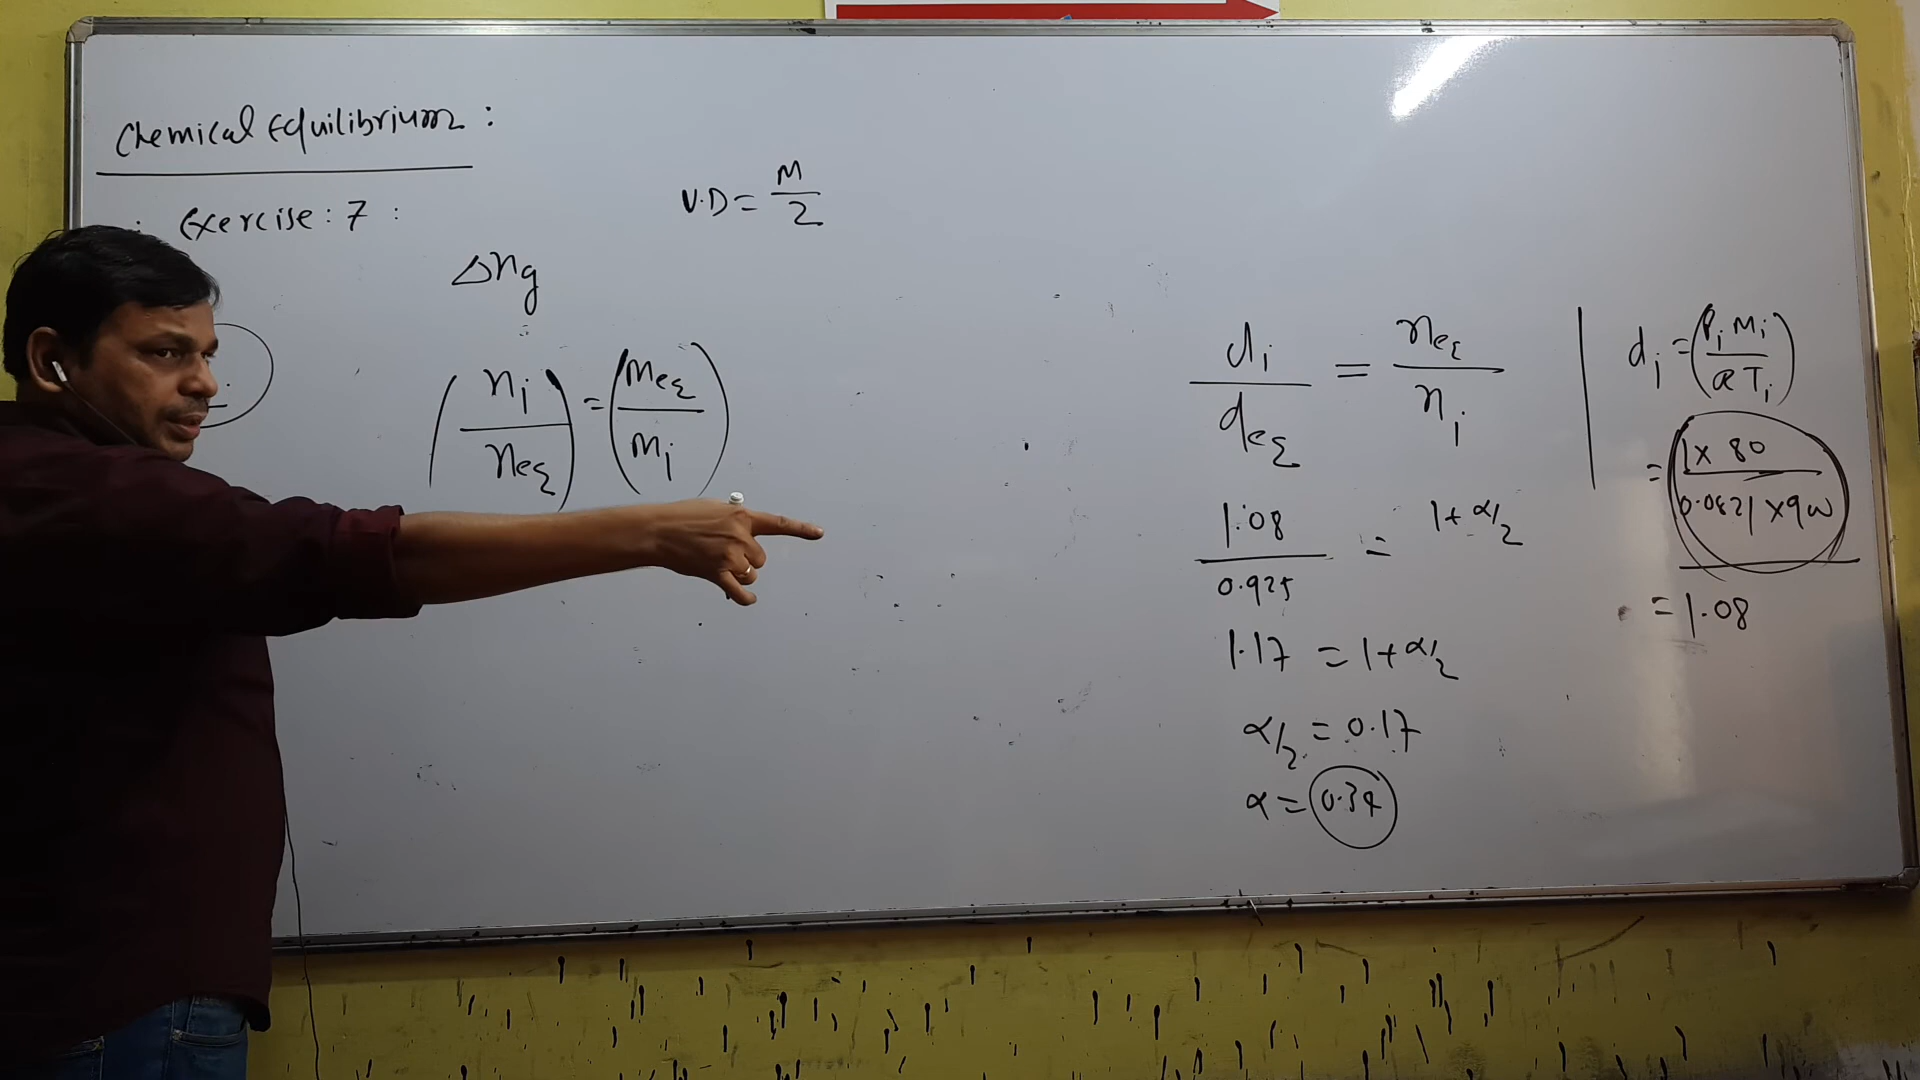 Chemical Equilibrium :
Exercise : 7 :
V.D = M/2
Δng
(ni/neq) = (Meq/Mi)
di/deq = neq/ni
1.08/0.925 = 1 + α/2
1.17 = 1 + α/2
α/2 = 0.17
α = 0.34
di = (Pi Mi/R Ti)
= 1 x 80/0.0821 x 900
= 1.08